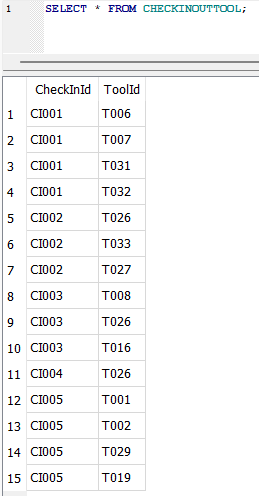 1 SELECT * FROM CHECKINOUTTOOL;
CheckInId ToolId
1 CI001 T006
2 CI001 T007
3 CI001 T031
4 CI001 T032
5 CI002 T026
6 CI002 T033
7 CI002 T027
8 CI003 T008
9 CI003 T026
10 CI003 T016
11 CI004 T026
12 CI005 T001
13 CI005 T002
14 CI005 T029
15 CI005 T019